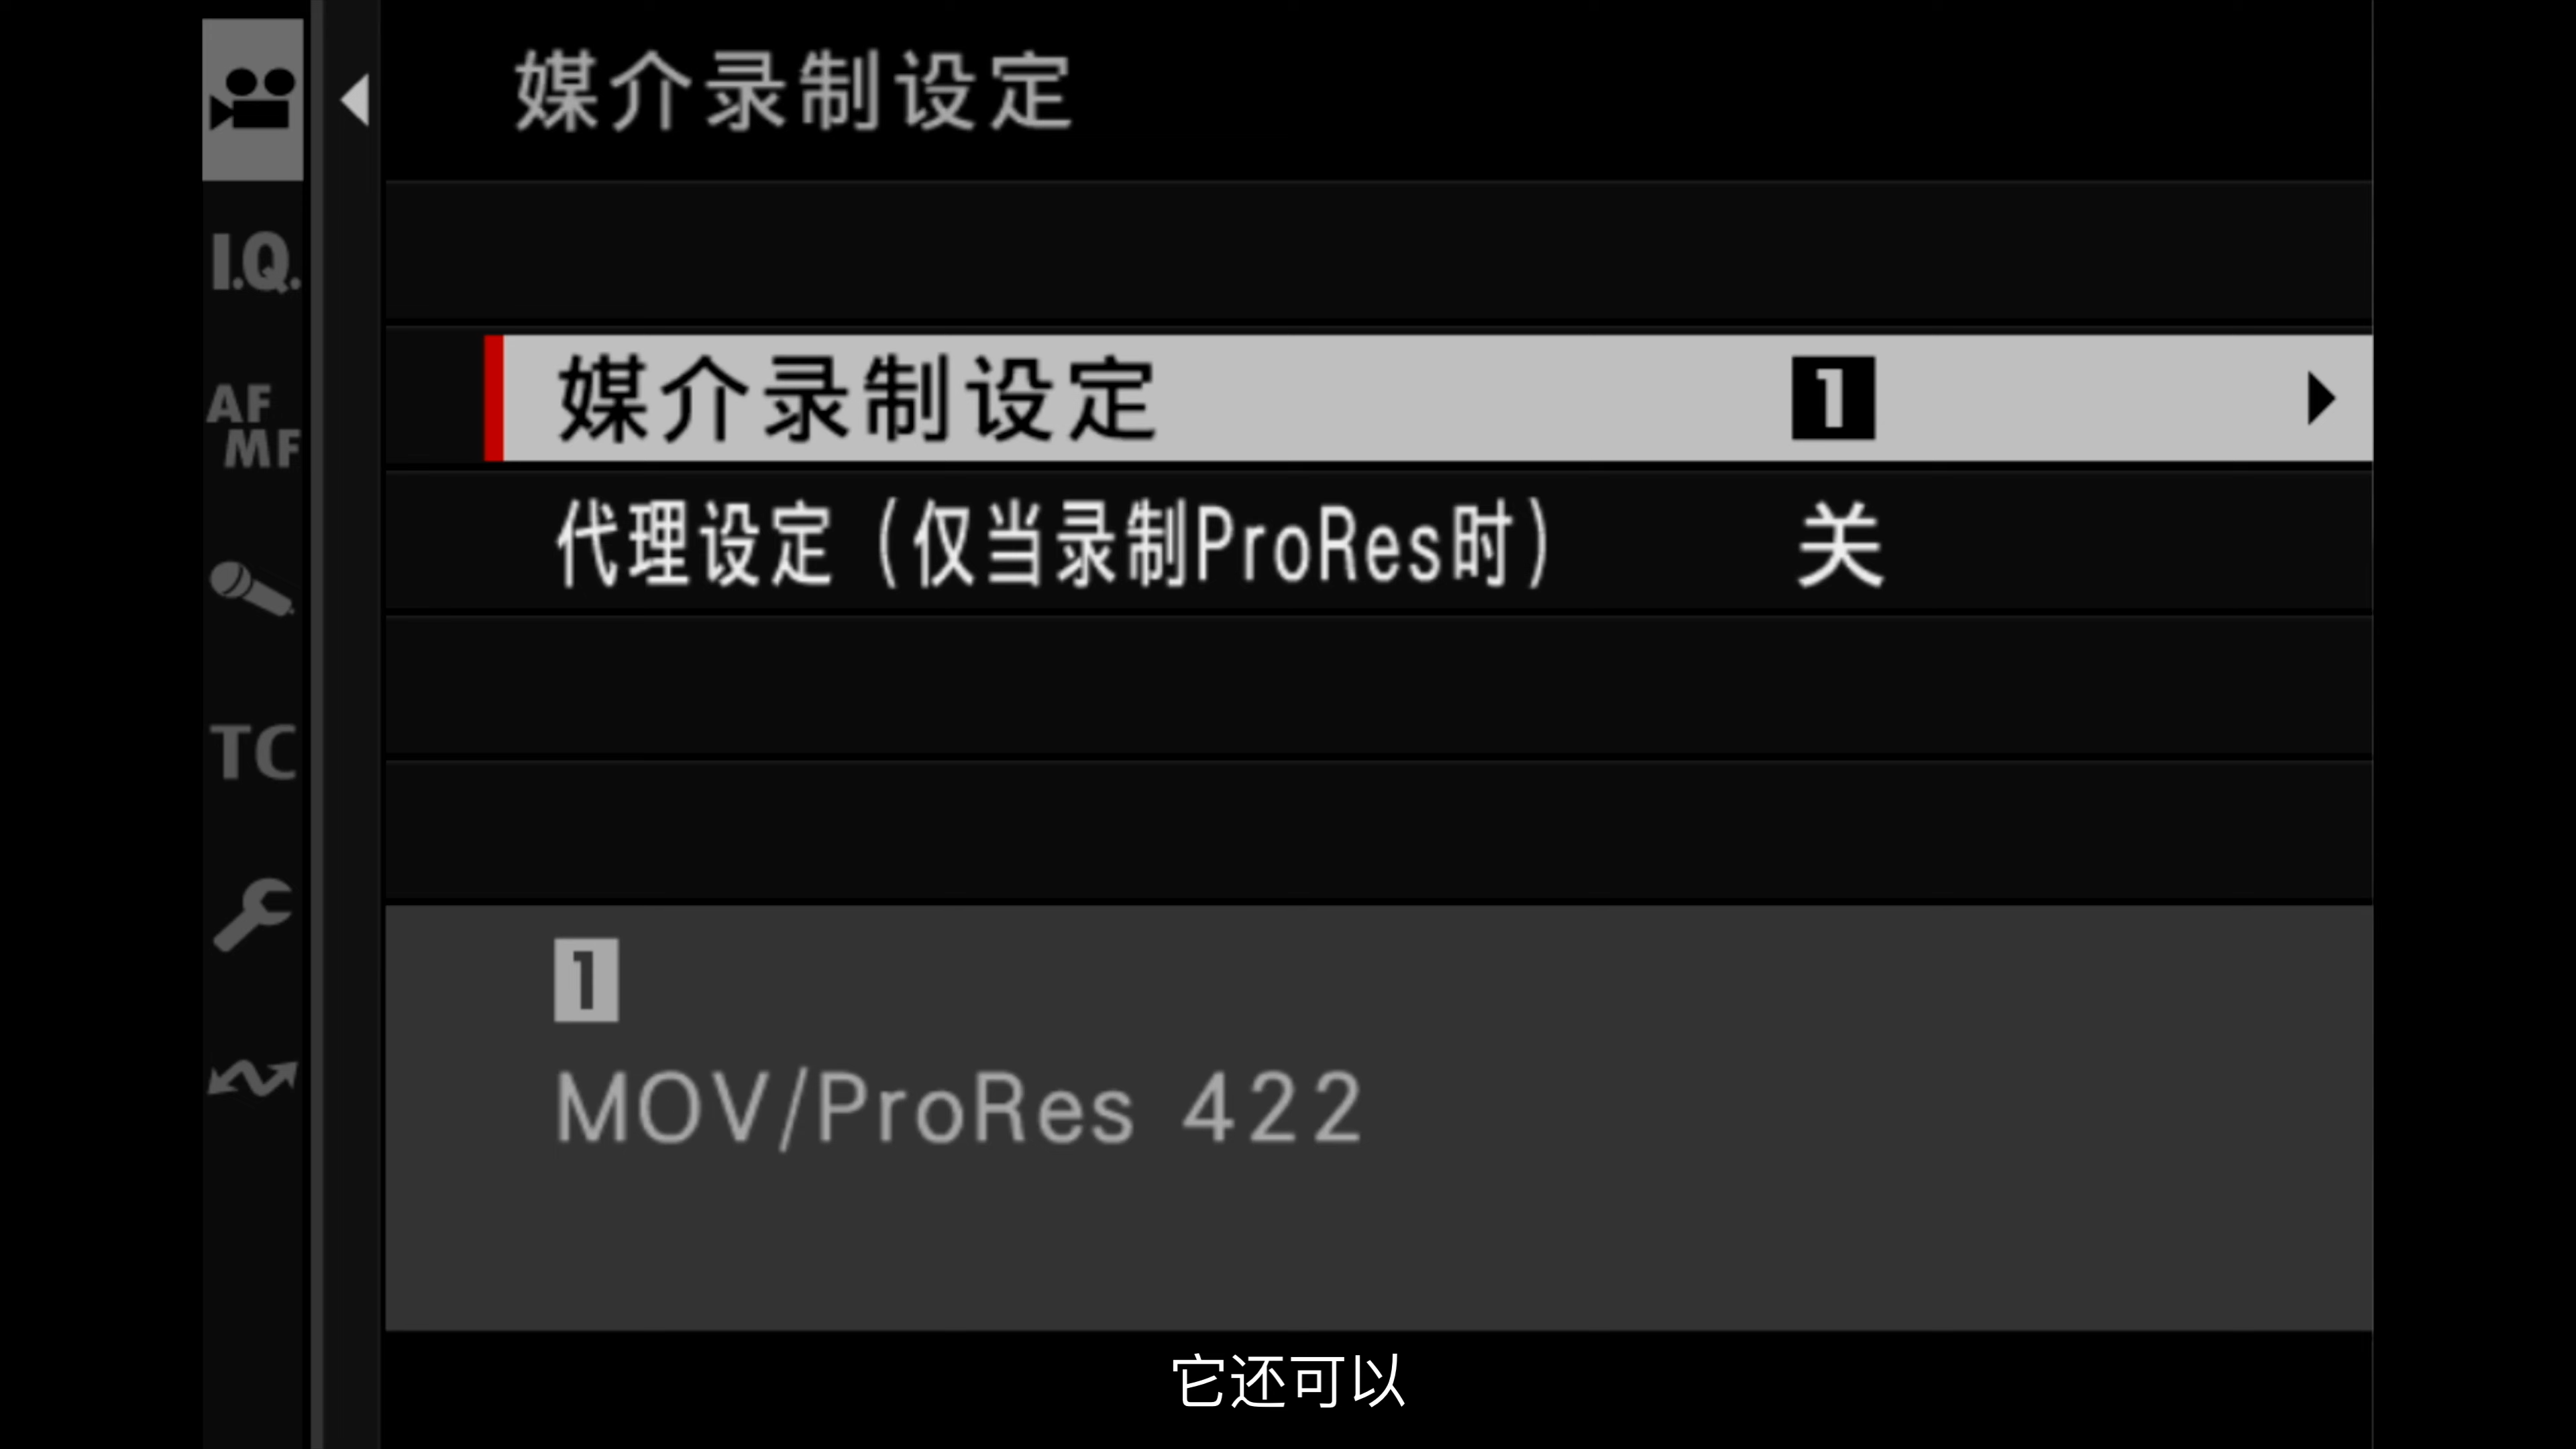 媒介录制设定
I.Q.
媒介录制设定 1
AF
MF
代理设定（仅当录制ProRes时） 关
TC
1
MOV/ProRes 422
它还可以